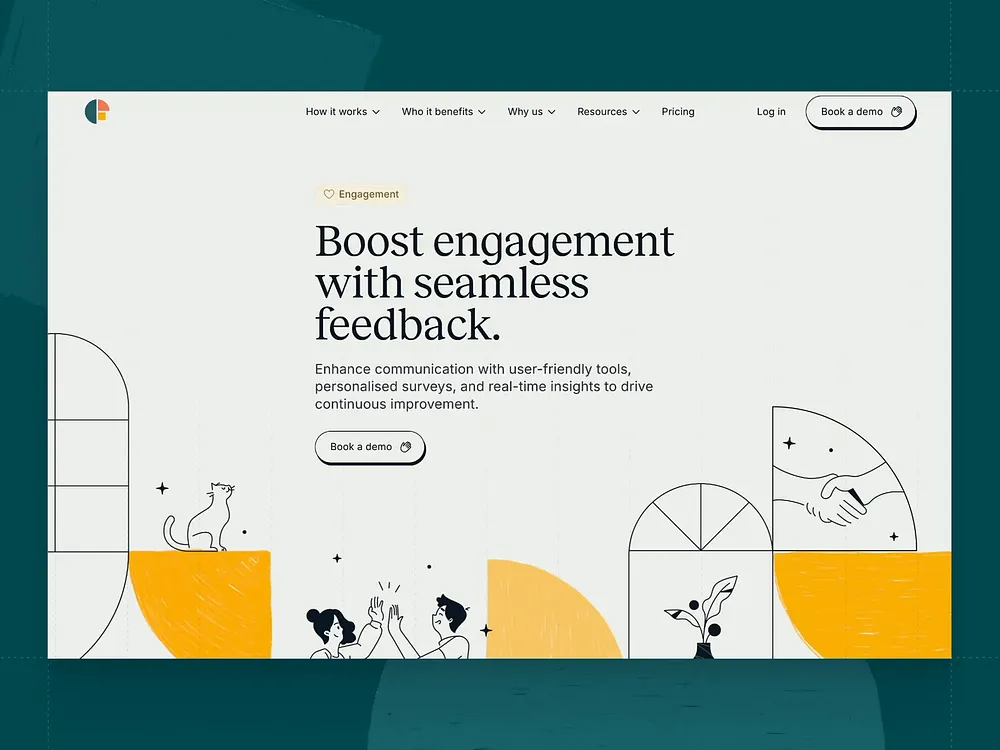 How it works
Who it benefits
Why us
Resources
Pricing
Log in
Book a demo
Engagement
Boost engagement
with seamless
feedback.
Enhance communication with user-friendly tools,
personalised surveys, and real-time insights to drive
continuous improvement.
Book a demo